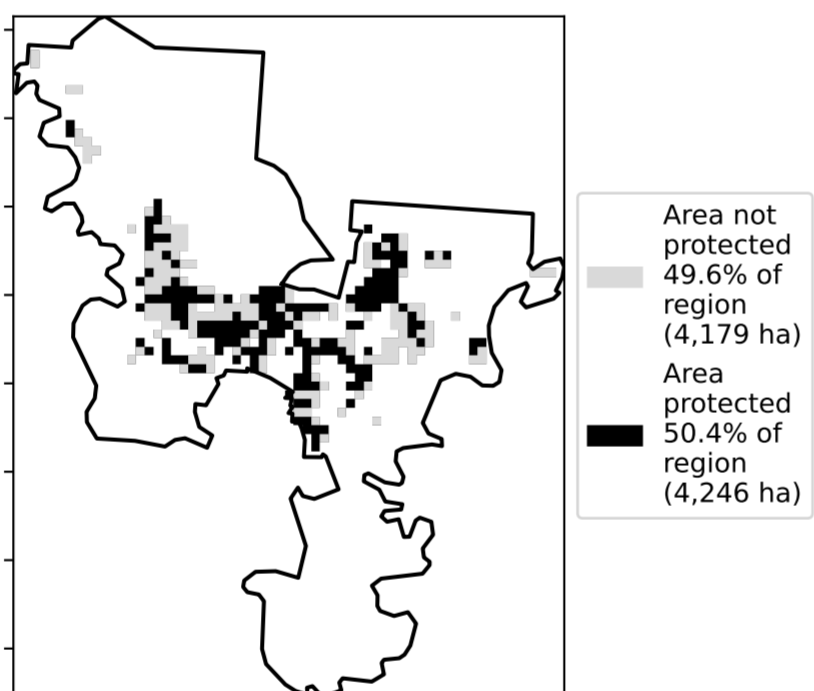 Area not
protected
49.6% of
region
(4,179 ha)
Area
protected
50.4% of
region
(4,246 ha)